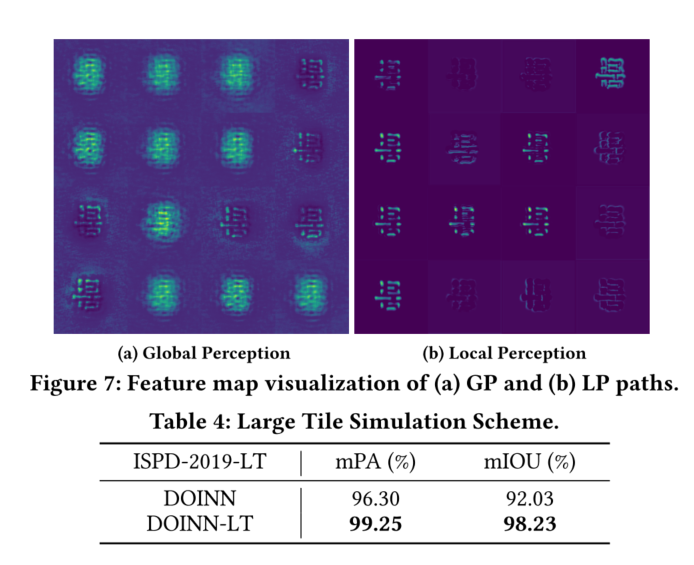 (a) Global Perception
(b) Local Perception
Figure 7: Feature map visualization of (a) GP and (b) LP paths.
Table 4: Large Tile Simulation Scheme.
ISPD-2019-LT mPA (%) mIOU (%)
DOINN 96.30 92.03
DOINN-LT 99.25 98.23